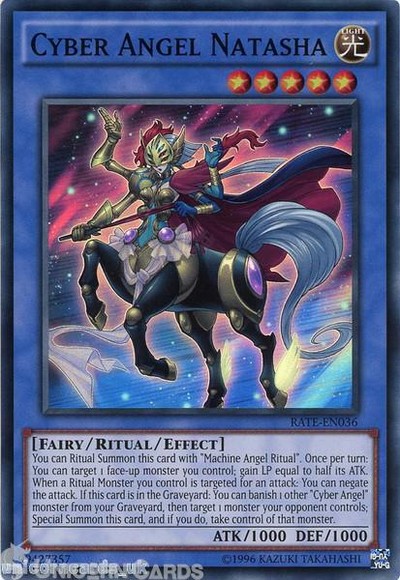 CYBER ANGEL NATASHA
LIGHT
光
RATE-EN036
[FAIRY/RITUAL/EFFECT]
You can Ritual Summon this card with "Machine Angel Ritual". Once per turn:
You can target 1 face-up monster you control; gain LP equal to half its ATK.
When a Ritual Monster you control is targeted for an attack: You can negate
the attack. If this card is in the Graveyard: You can banish 1 other "Cyber Angel"
monster from your Graveyard, then target 1 monster your opponent controls;
Special Summon this card, and if you do, take control of that monster.
ATK/1000 DEF/1000
27357
©1996 KAZUKI TAKAHASHI
unicorncards_uk
CARDS